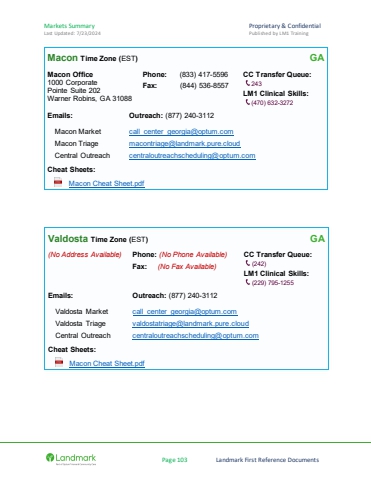 Markets Summary
Proprietary & Confidential
Last Updated: 7/23/2024
Published by LM1 Training
Macon Time Zone (EST)
GA
Macon Office
1000 Corporate
Pointe Suite 202
Warner Robins, GA 31088
Phone: (833) 417-5596
Fax: (844) 536-8557
CC Transfer Queue:
243
LM1 Clinical Skills:
(470) 632-3272
Emails:
Outreach: (877) 240-3112
Macon Market call_center_georgia@optum.com
Macon Triage macontriage@landmark.pure.cloud
Central Outreach centraloutreachscheduling@optum.com
Cheat Sheets:
Macon Cheat Sheet.pdf
Valdosta Time Zone (EST)
GA
(No Address Available)
Phone: (No Phone Available)
Fax: (No Fax Available)
CC Transfer Queue:
(242)
LM1 Clinical Skills:
(229) 795-1255
Emails:
Outreach: (877) 240-3112
Valdosta Market call_center_georgia@optum.com
Valdosta Triage valdostatriage@landmark.pure.cloud
Central Outreach centraloutreachscheduling@optum.com
Cheat Sheets:
Macon Cheat Sheet.pdf
Landmark
Page 103
Landmark First Reference Documents